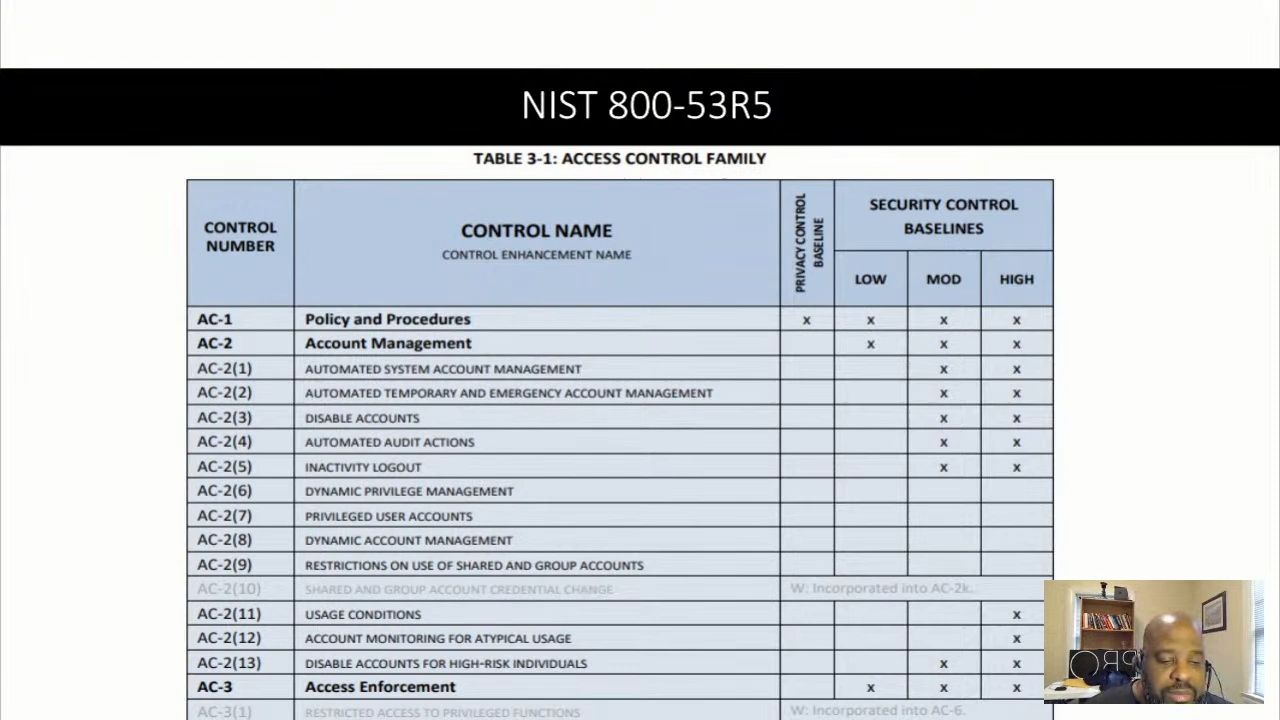 NIST 800-53R5
TABLE 3-1: ACCESS CONTROL FAMILY
CONTROL NUMBER CONTROL NAME CONTROL ENHANCEMENT NAME PRIVACY CONTROL BASELINE SECURITY CONTROL BASELINES
LOW MOD HIGH
AC-1 Policy and Procedures x x x x
AC-2 Account Management x x x
AC-2(1) AUTOMATED SYSTEM ACCOUNT MANAGEMENT x x
AC-2(2) AUTOMATED TEMPORARY AND EMERGENCY ACCOUNT MANAGEMENT x x
AC-2(3) DISABLE ACCOUNTS x x
AC-2(4) AUTOMATED AUDIT ACTIONS x x
AC-2(5) INACTIVITY LOGOUT x x
AC-2(6) DYNAMIC PRIVILEGE MANAGEMENT
AC-2(7) PRIVILEGED USER ACCOUNTS
AC-2(8) DYNAMIC ACCOUNT MANAGEMENT
AC-2(9) RESTRICTIONS ON USE OF SHARED AND GROUP ACCOUNTS
AC-2(10) SHARED AND GROUP ACCOUNT CREDENTIAL CHANGE W: Incorporated into AC-2k.
AC-2(11) USAGE CONDITIONS x
AC-2(12) ACCOUNT MONITORING FOR ATYPICAL USAGE x
AC-2(13) DISABLE ACCOUNTS FOR HIGH-RISK INDIVIDUALS x x
AC-3 Access Enforcement x x x
AC-3(1) RESTRICTED ACCESS TO PRIVILEGED FUNCTIONS W: Incorporated into AC-6.